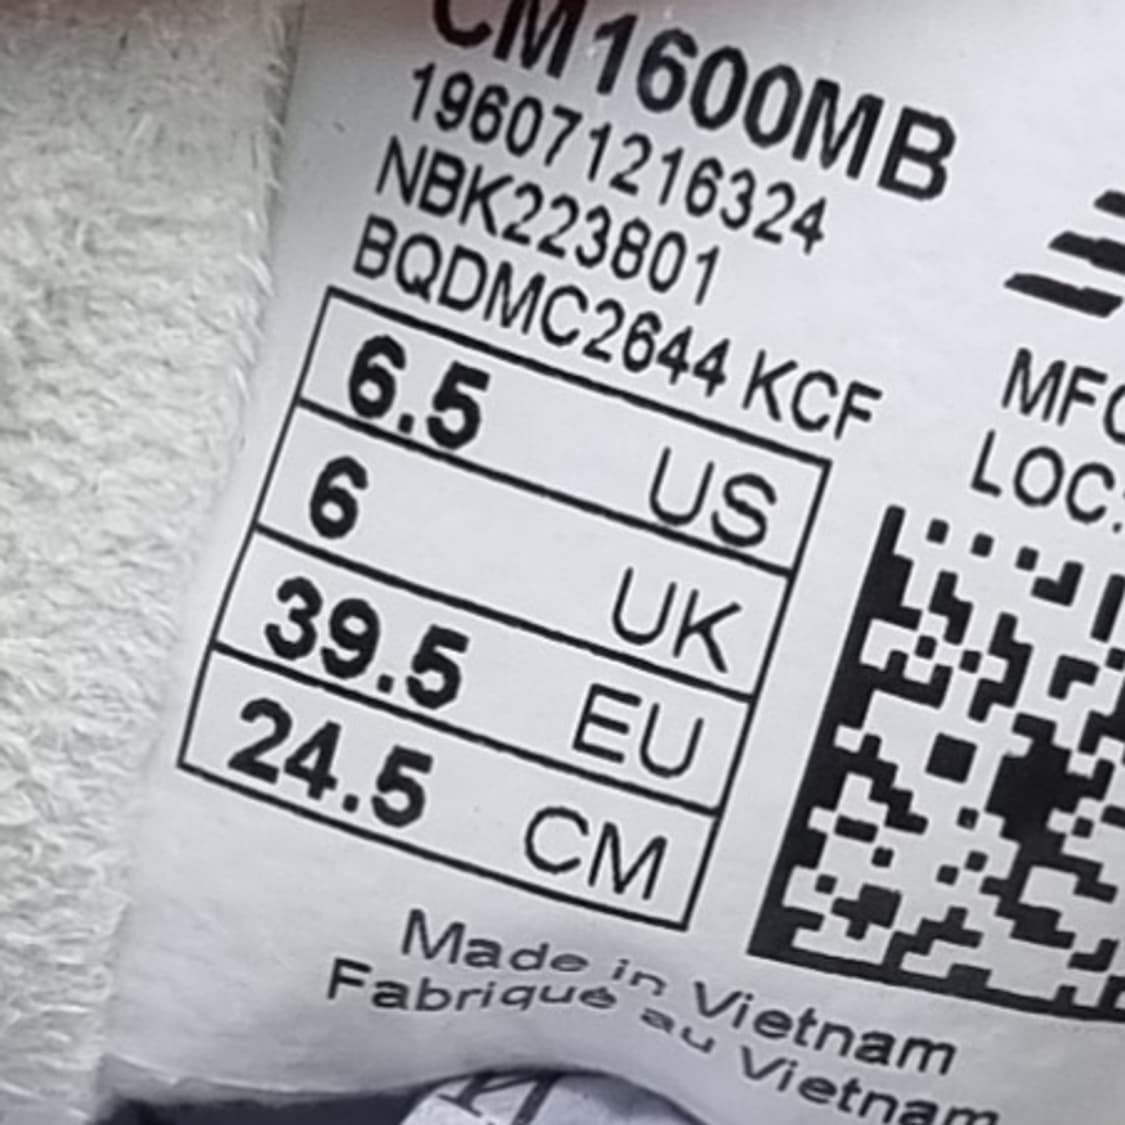 CM1600MB
196071216324
NBK223801
BQDMC2644 KCF
6.5 US
6 UK
39.5 EU
24.5 CM
Made in Vietnam
Fabriqué au Vietnam
MFG
LOC: